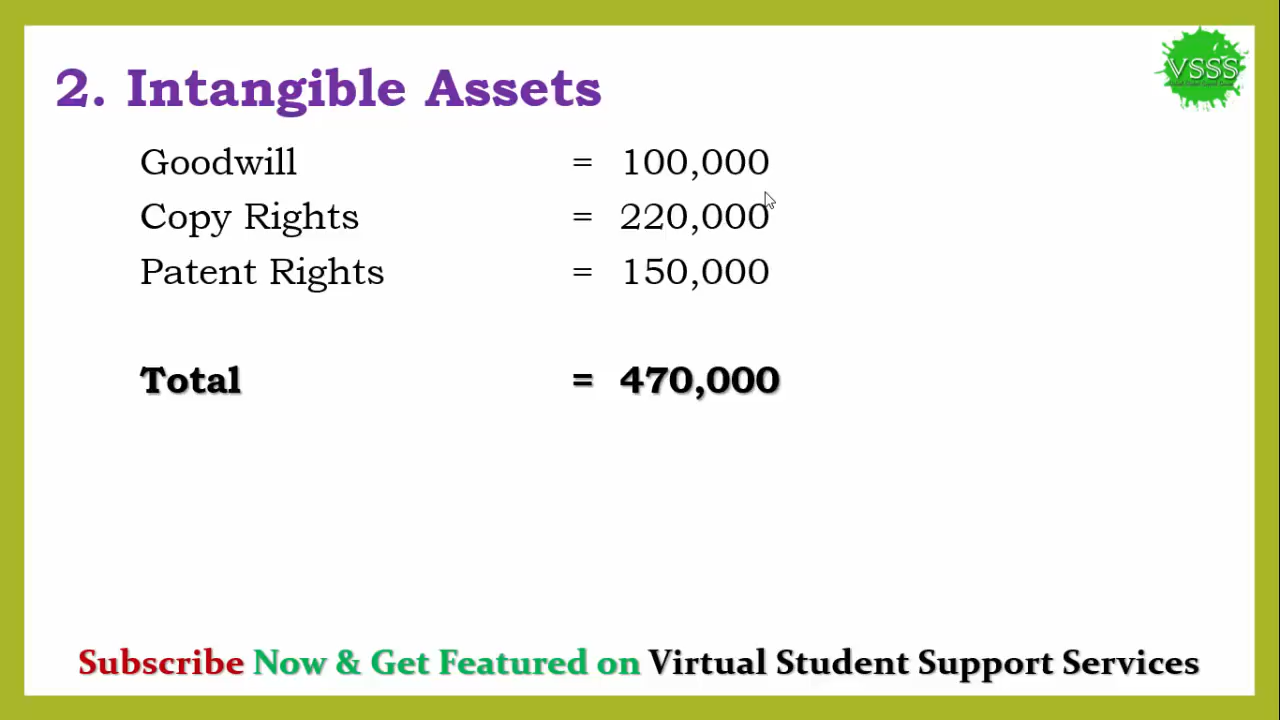 2. Intangible Assets
VSSS
Goodwill = 100,000
Copy Rights = 220,000
Patent Rights = 150,000
Total = 470,000
Subscribe Now & Get Featured on Virtual Student Support Services